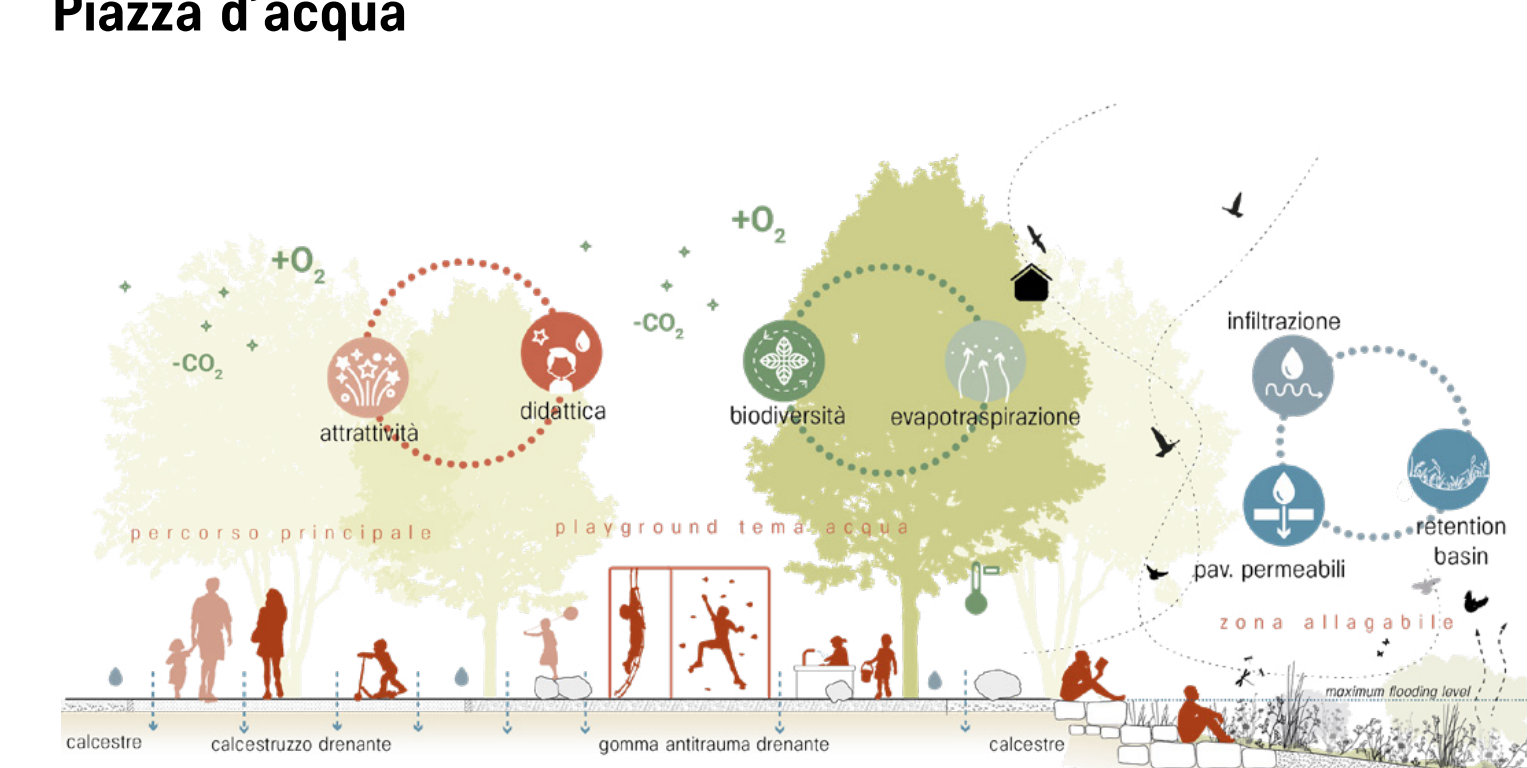 Piazza d'acqua
+O2
-CO2
attrattività
didattica
+O2
-CO2
biodiversità
evapotraspirazione
infiltrazione
retention
basin
pav. permeabili
percorso principale
playground tema acqua
zona allagabile
maximum flooding level
calcestre
calcestruzzo drenante
gomma antitrauma drenante
calcestre